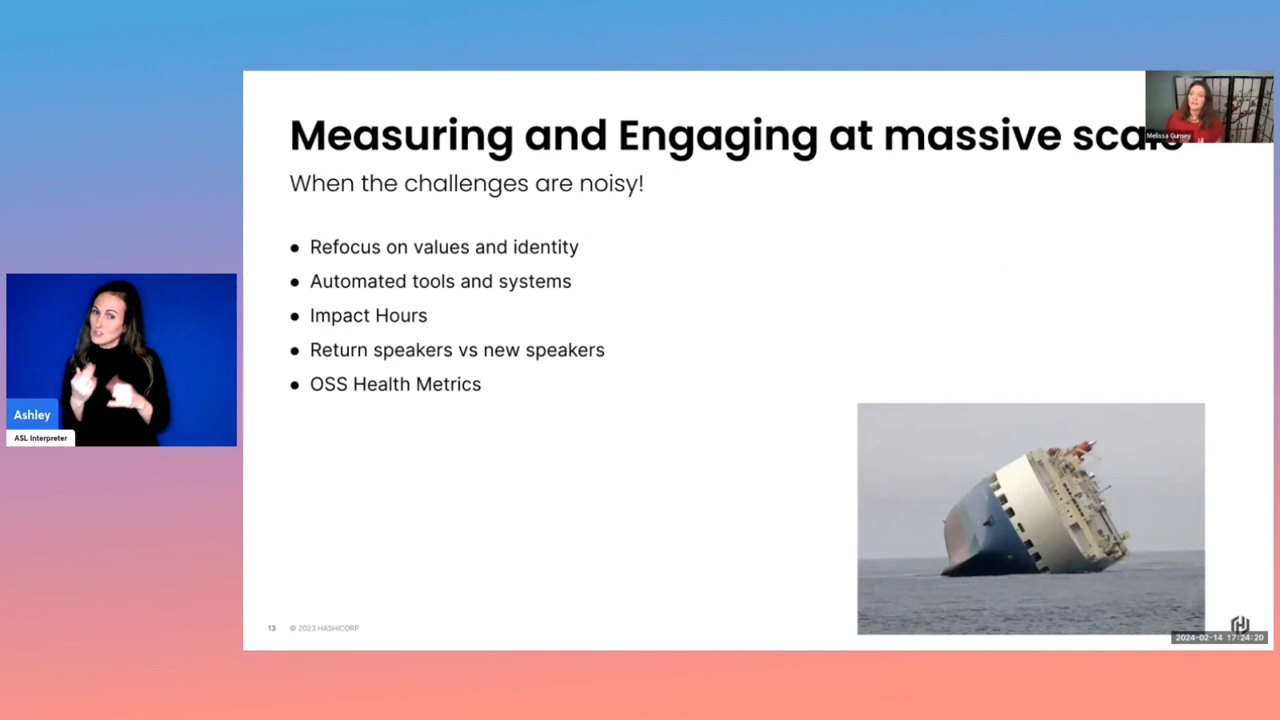 Measuring and Engaging at massive scale
Melissa Gurney
When the challenges are noisy!
● Refocus on values and identity
● Automated tools and systems
● Impact Hours
● Return speakers vs new speakers
● OSS Health Metrics
Ashley
ASL Interpreter
13 © 2023 HASHICORP
2024-02-14 17:24:20